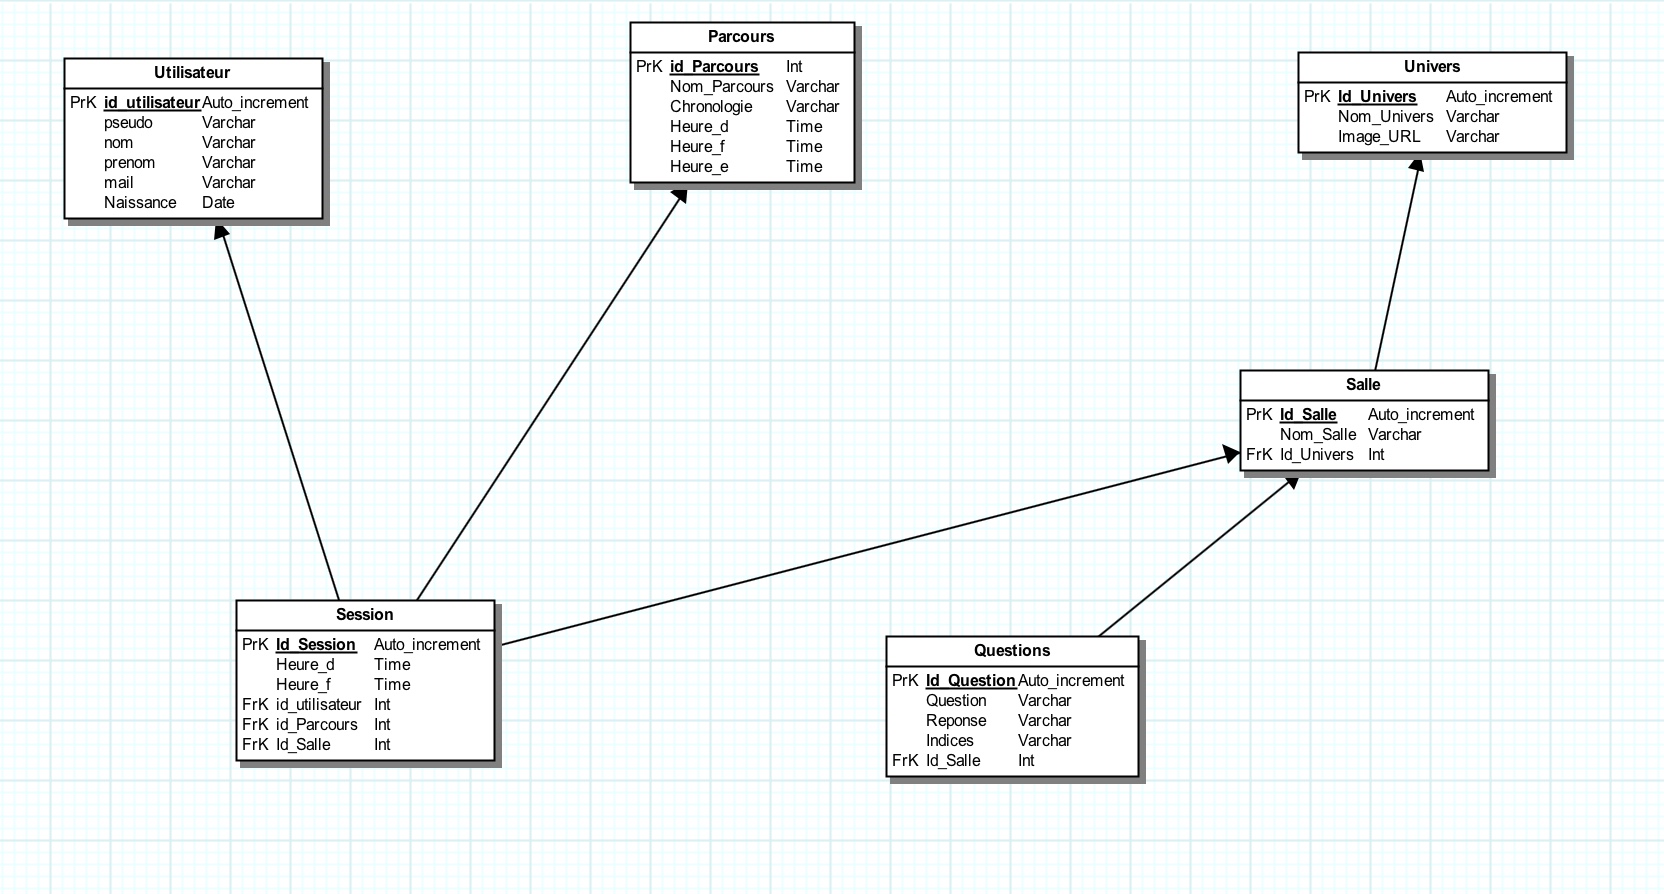 Utilisateur
PrK id_utilisateur Auto_increment
pseudo Varchar
nom Varchar
prenom Varchar
mail Varchar
Naissance Date
Parcours
PrK id_Parcours Int
Nom_Parcours Varchar
Chronologie Varchar
Heure_d Time
Heure_f Time
Heure_e Time
Univers
PrK Id_Univers Auto_increment
Nom_Univers Varchar
Image_URL Varchar
Salle
PrK Id_Salle Auto_increment
Nom_Salle Varchar
FrK Id_Univers Int
Session
PrK Id_Session Auto_increment
Heure_d Time
Heure_f Time
FrK id_utilisateur Int
FrK id_Parcours Int
FrK Id_Salle Int
Questions
PrK Id_Question Auto_increment
Question Varchar
Reponse Varchar
Indices Varchar
FrK Id_Salle Int